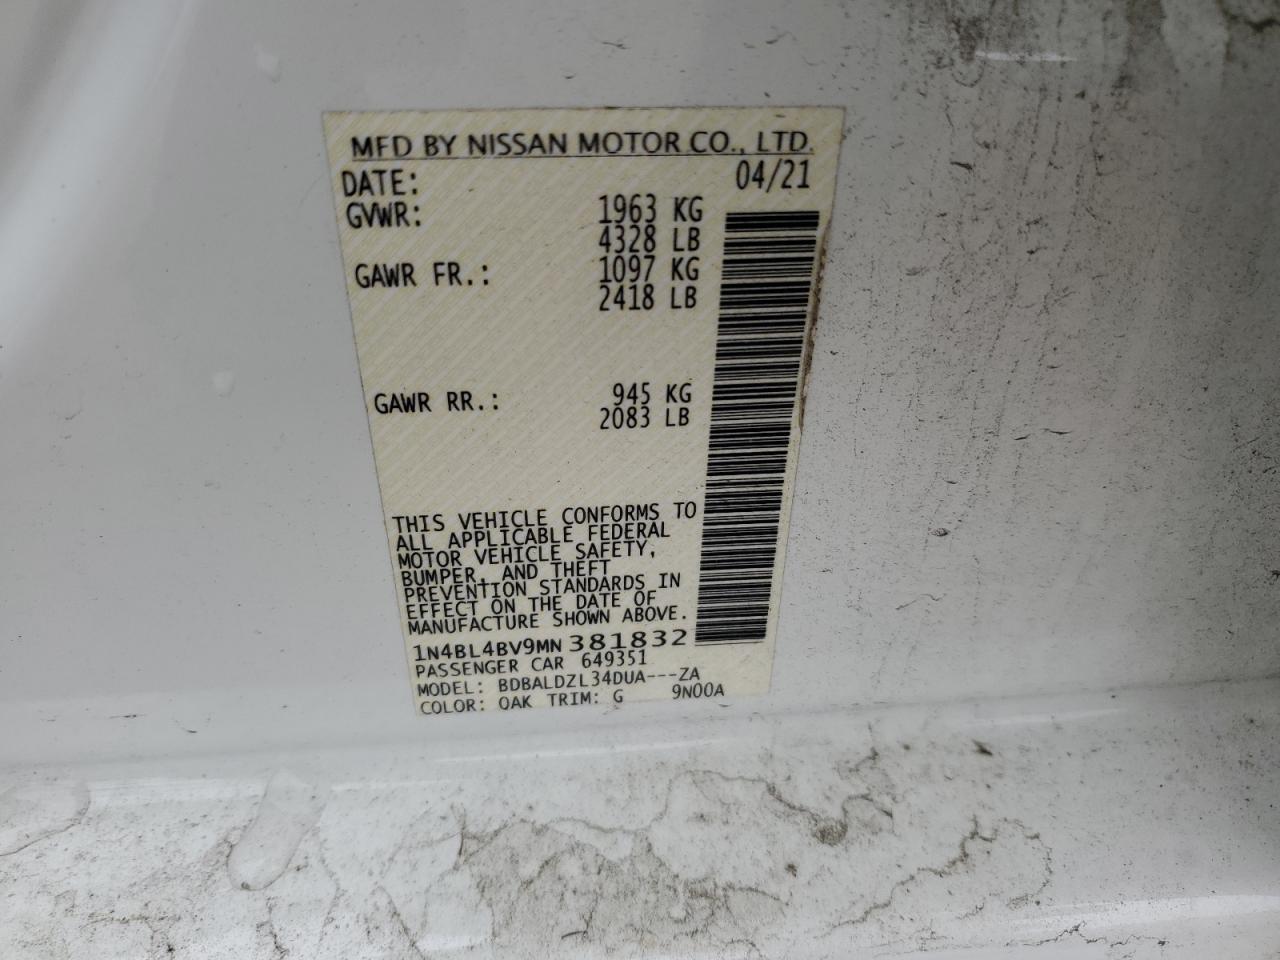 MFD BY NISSAN MOTOR CO., LTD.
DATE: 04/21
GVWR: 1963 KG
4328 LB
GAWR FR.: 1097 KG
2418 LB
GAWR RR.: 945 KG
2083 LB
THIS VEHICLE CONFORMS TO
ALL APPLICABLE FEDERAL
MOTOR VEHICLE SAFETY,
BUMPER, AND THEFT
PREVENTION STANDARDS IN
EFFECT ON THE DATE OF
MANUFACTURE SHOWN ABOVE.
1N4BL4BV9MN381832
PASSENGER CAR 649351
MODEL: BDBALDZL34DUA---ZA
COLOR: QAK TRIM: G 9N00A